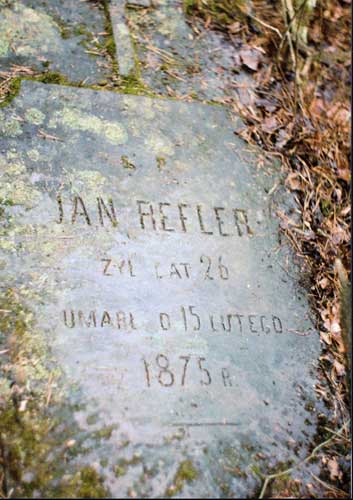 Ś P.
JAN REFLER
ŻYŁ LAT 26
UMARŁ D 15 LUTEGO
1875 R.